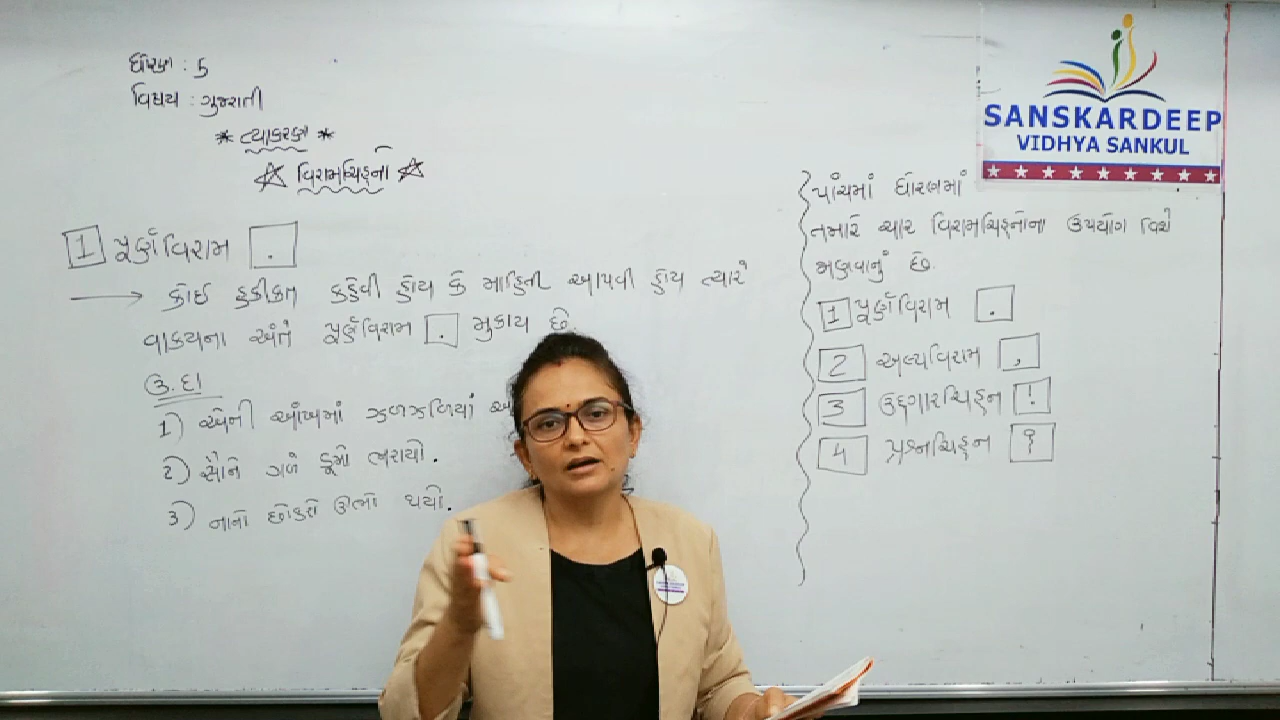 ધોરણ : 5
વિષય : ગુજરાતી
* વ્યાકરણ *
☆ વિરામચિહ્નો ☆
1 પૂર્ણવિરામ .
→ કોઈ હકીકત કહેવી હોય કે માહિતી આપવી હોય ત્યારે
વાક્યના અંતે પૂર્ણવિરામ . મુકાય છે.
ઉ.દા
1) એની આંખમાં ઝળઝળિયાં
2) સૌને ગળે ડૂમો ભરાયો.
3) નાનો છોકરો ઊભો થયો.
પાંચમાં ધોરણમાં
તમારે ચાર વિરામચિહ્નોના ઉપયોગ વિશે
ભણવાનું છે.
1 પૂર્ણવિરામ .
2 અલ્પવિરામ ,
3 ઉદ્દગારચિહ્ન !
4 પ્રશ્નચિહ્ન ?
SANSKARDEEP
VIDHYA SANKUL